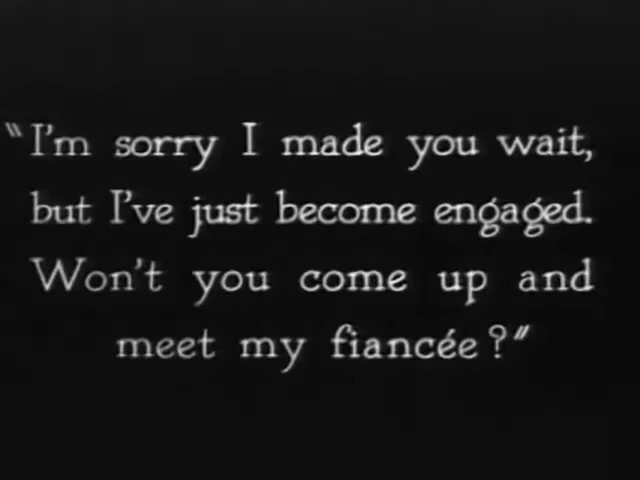 "I'm sorry I made you wait,
but I've just become engaged.
Won't you come up and
meet my fiancée?"